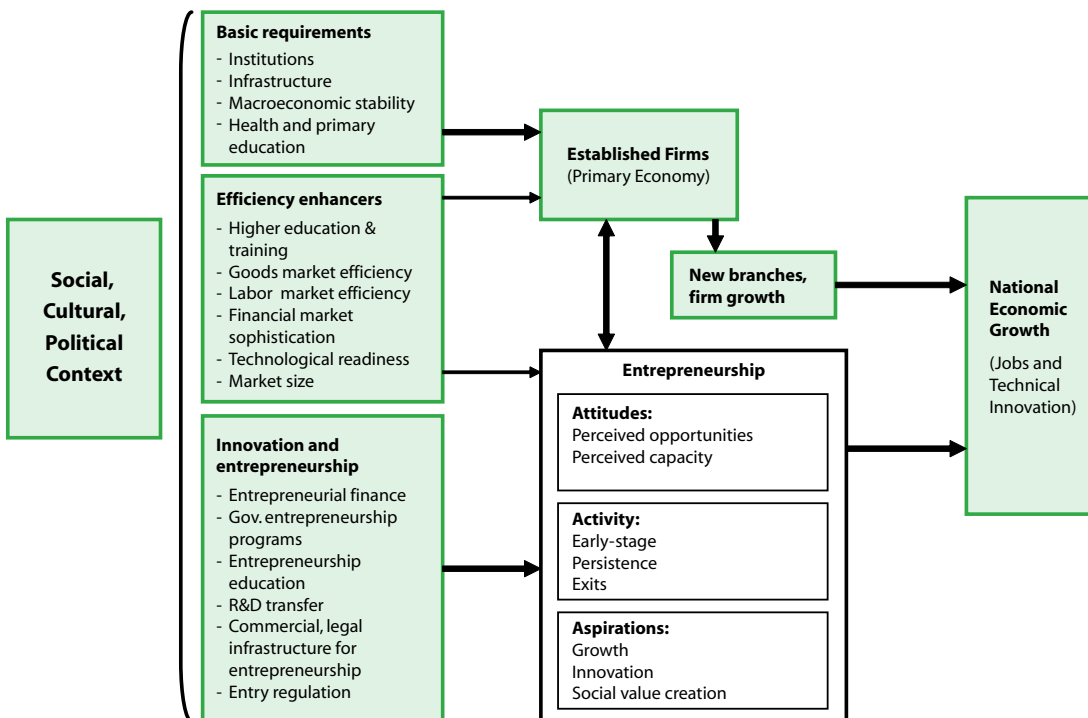 Social,
Cultural,
Political
Context
Basic requirements
- Institutions
- Infrastructure
- Macroeconomic stability
- Health and primary
education
Efficiency enhancers
- Higher education &
training
- Goods market efficiency
- Labor market efficiency
- Financial market
sophistication
- Technological readiness
- Market size
Innovation and
entrepreneurship
- Entrepreneurial finance
- Gov. entrepreneurship
programs
- Entrepreneurship
education
- R&D transfer
- Commercial, legal
infrastructure for
entrepreneurship
- Entry regulation
Established Firms
(Primary Economy)
New branches,
firm growth
Entrepreneurship
Attitudes:
Perceived opportunities
Perceived capacity
Activity:
Early-stage
Persistence
Exits
Aspirations:
Growth
Innovation
Social value creation
National
Economic
Growth
(Jobs and
Technical
Innovation)